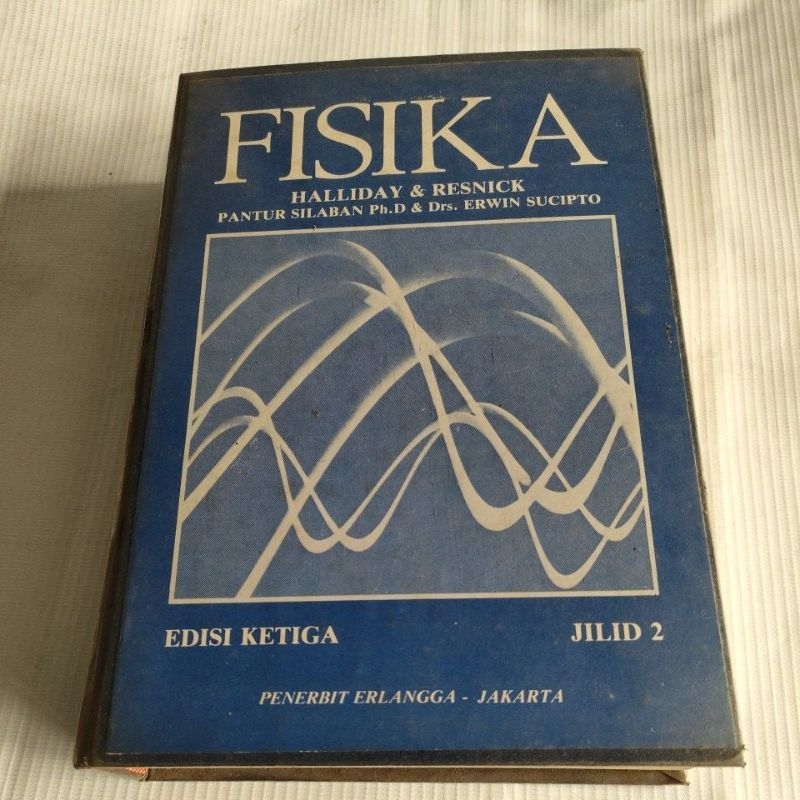 FISIKA
HALLIDAY & RESNICK
PANTUR SILABAN Ph.D & Drs. ERWIN SUCIPTO
EDISI KETIGA
JILID 2
PENERBIT ERLANGGA - JAKARTA